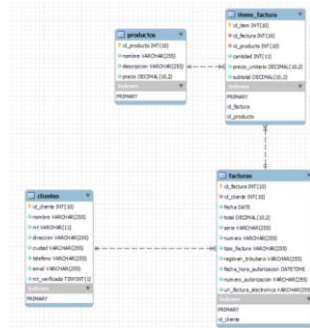 productos
id_producto INT(10)
nombre VARCHAR(255)
descripcion VARCHAR(255)
precio DECIMAL(10,2)
Indexes
PRIMARY
items_factura
id_item INT(10)
id_factura INT(10)
id_producto INT(10)
cantidad INT(11)
precio_unitario DECIMAL(10,2)
subtotal DECIMAL(10,2)
Indexes
PRIMARY
id_factura
id_producto
clientes
id_cliente INT(10)
nombre VARCHAR(255)
nit VARCHAR(11)
direccion VARCHAR(255)
ciudad VARCHAR(255)
telefono VARCHAR(255)
email VARCHAR(255)
nit_verificado TINYINT(1)
Indexes
PRIMARY
facturas
id_factura INT(10)
id_cliente INT(10)
fecha DATE
total DECIMAL(10,2)
serie VARCHAR(255)
numero VARCHAR(255)
tipo_factura VARCHAR(255)
regimen_tributario VARCHAR(255)
fecha_hora_autorizacion DATETIME
numero_autorizacion VARCHAR(255)
url_factura_electronica VARCHAR(255)
Indexes
PRIMARY
id_cliente